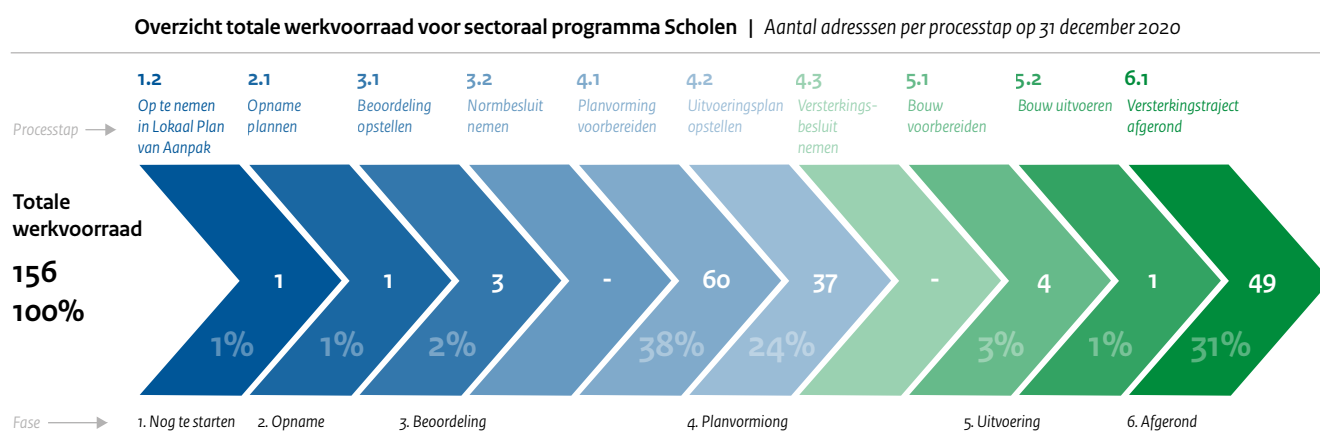 Overzicht totale werkvoorraad voor sectoraal programma Scholen | Aantal adresssen per processtap op 31 december 2020
Processtap
1.2
Op te nemen
in Lokaal Plan
van Aanpak
2.1
Opname
plannen
3.1
Beoordeling
opstellen
3.2
Normbesluit
nemen
4.1
Planvorming
voorbereiden
4.2
Uitvoeringsplan
opstellen
4.3
Versterkings-
besluit
nemen
5.1
Bouw
voorbereiden
5.2
Bouw uitvoeren
6.1
Versterkingstraject
afgerond
Totale
werkvoorraad
156
100%
1 1 3 - 60 37 - 4 1 49
1% 1% 2% 38% 24% 3% 1% 31%
Fase 1. Nog te starten 2. Opname 3. Beoordeling 4. Planvormiong 5. Uitvoering 6. Afgerond